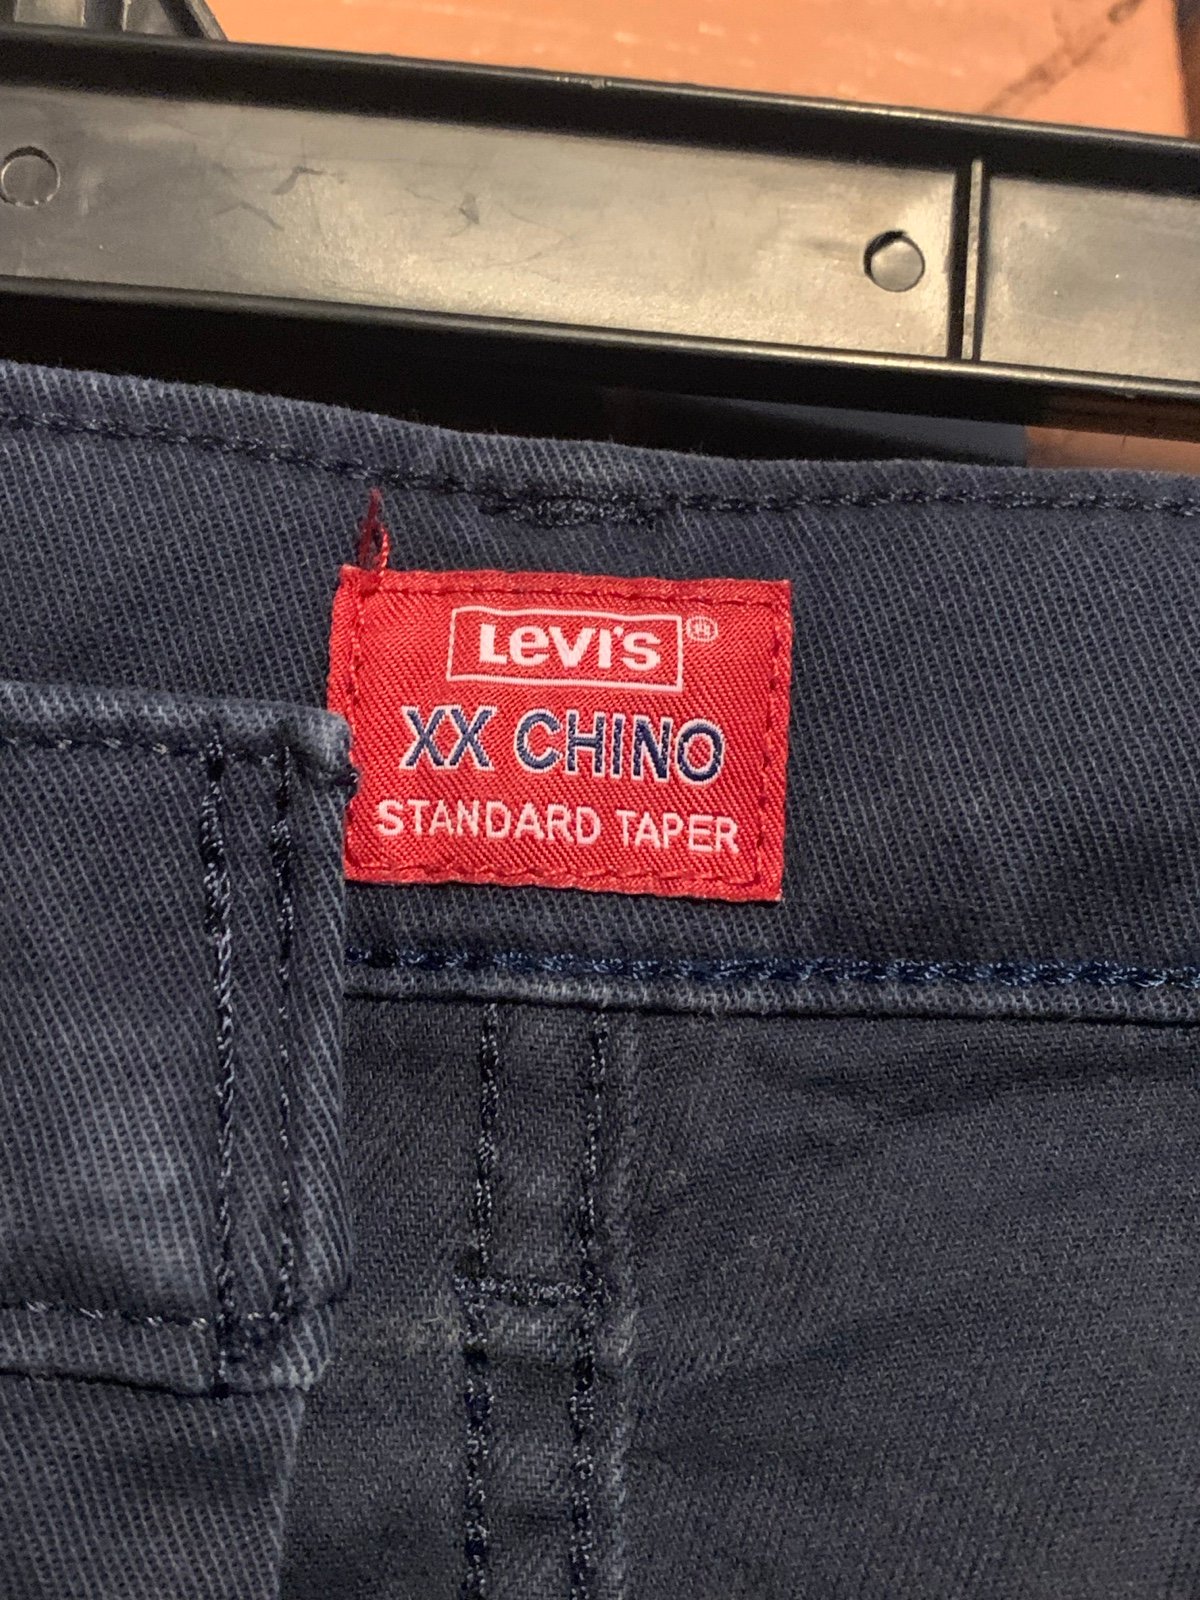 Levi's®
XX CHINO
STANDARD TAPER